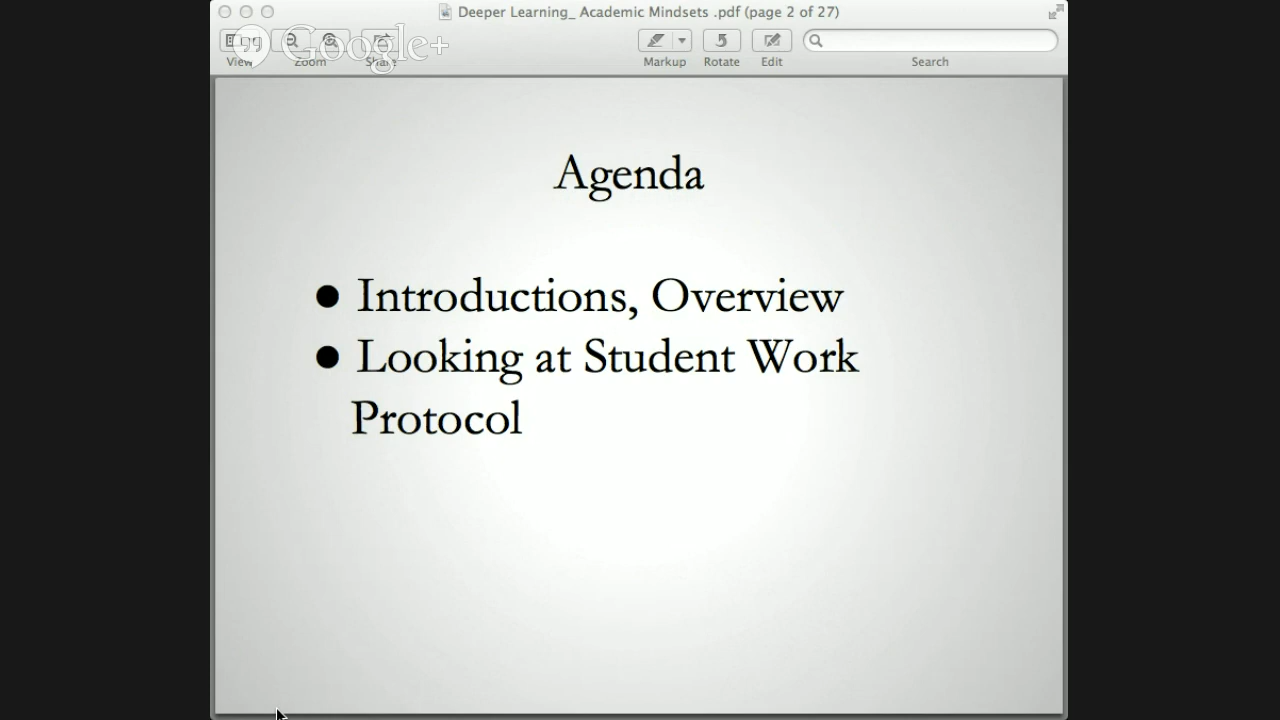 Deeper Learning_ Academic Mindsets .pdf (page 2 of 27)
Google+
View Zoom Share Markup Rotate Edit Search
Agenda
● Introductions, Overview
● Looking at Student Work
Protocol